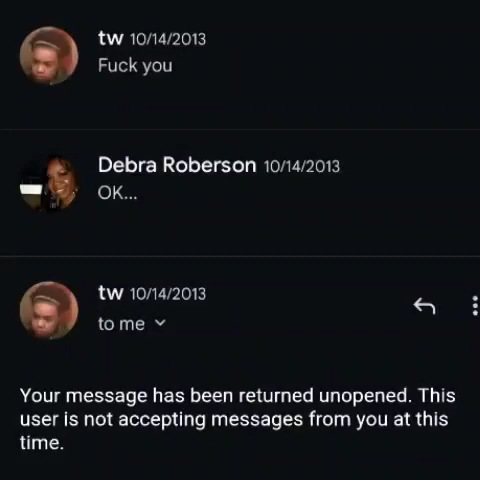 tw 10/14/2013
Fuck you
Debra Roberson 10/14/2013
OK...
tw 10/14/2013
to me
Your message has been returned unopened. This
user is not accepting messages from you at this
time.